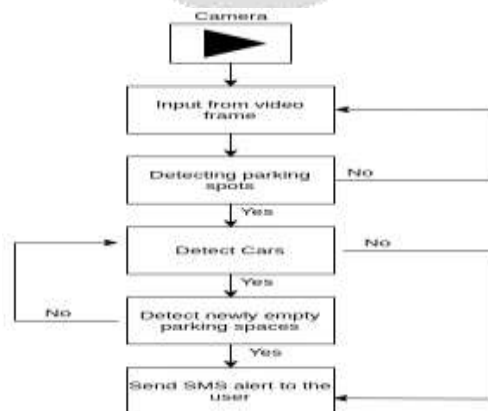 Camera
Input from video
frame
Detecting parking
spots
No
Yes
Detect Cars
No
Yes
No
Detect newly empty
parking spaces
Yes
Send SMS alert to the
user